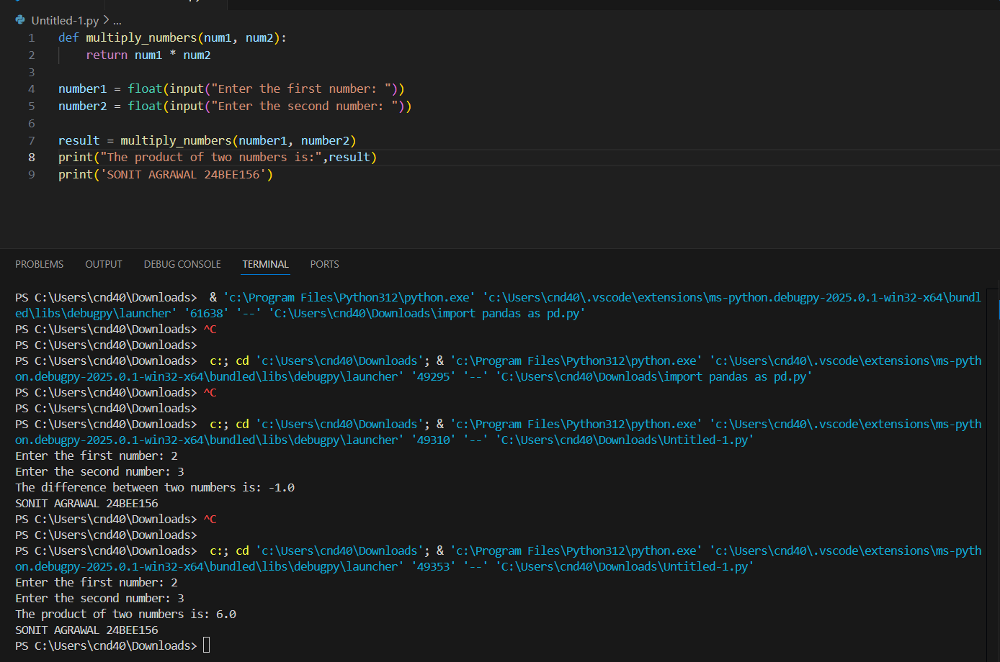 Untitled-1.py > ...
1 def multiply_numbers(num1, num2):
2     return num1 * num2
3
4 number1 = float(input("Enter the first number: "))
5 number2 = float(input("Enter the second number: "))
6
7 result = multiply_numbers(number1, number2)
8 print("The product of two numbers is:",result)
9 print('SONIT AGRAWAL 24BEE156')
PROBLEMS OUTPUT DEBUG CONSOLE TERMINAL PORTS
PS C:\Users\cnd40\Downloads>  & 'c:\Program Files\Python312\python.exe' 'c:\Users\cnd40\.vscode\extensions\ms-python.debugpy-2025.0.1-win32-x64\bundl
ed\libs\debugpy\launcher' '61638' '--' 'C:\Users\cnd40\Downloads\import pandas as pd.py'
PS C:\Users\cnd40\Downloads> ^C
PS C:\Users\cnd40\Downloads>
PS C:\Users\cnd40\Downloads>  c:; cd 'c:\Users\cnd40\Downloads'; & 'c:\Program Files\Python312\python.exe' 'c:\Users\cnd40\.vscode\extensions\ms-pyth
on.debugpy-2025.0.1-win32-x64\bundled\libs\debugpy\launcher' '49295' '--' 'C:\Users\cnd40\Downloads\import pandas as pd.py'
PS C:\Users\cnd40\Downloads> ^C
PS C:\Users\cnd40\Downloads>
PS C:\Users\cnd40\Downloads>  c:; cd 'c:\Users\cnd40\Downloads'; & 'c:\Program Files\Python312\python.exe' 'c:\Users\cnd40\.vscode\extensions\ms-pyth
on.debugpy-2025.0.1-win32-x64\bundled\libs\debugpy\launcher' '49310' '--' 'C:\Users\cnd40\Downloads\Untitled-1.py'
Enter the first number: 2
Enter the second number: 3
The difference between two numbers is: -1.0
SONIT AGRAWAL 24BEE156
PS C:\Users\cnd40\Downloads> ^C
PS C:\Users\cnd40\Downloads>
PS C:\Users\cnd40\Downloads>  c:; cd 'c:\Users\cnd40\Downloads'; & 'c:\Program Files\Python312\python.exe' 'c:\Users\cnd40\.vscode\extensions\ms-pyth
on.debugpy-2025.0.1-win32-x64\bundled\libs\debugpy\launcher' '49353' '--' 'C:\Users\cnd40\Downloads\Untitled-1.py'
Enter the first number: 2
Enter the second number: 3
The product of two numbers is: 6.0
SONIT AGRAWAL 24BEE156
PS C:\Users\cnd40\Downloads>